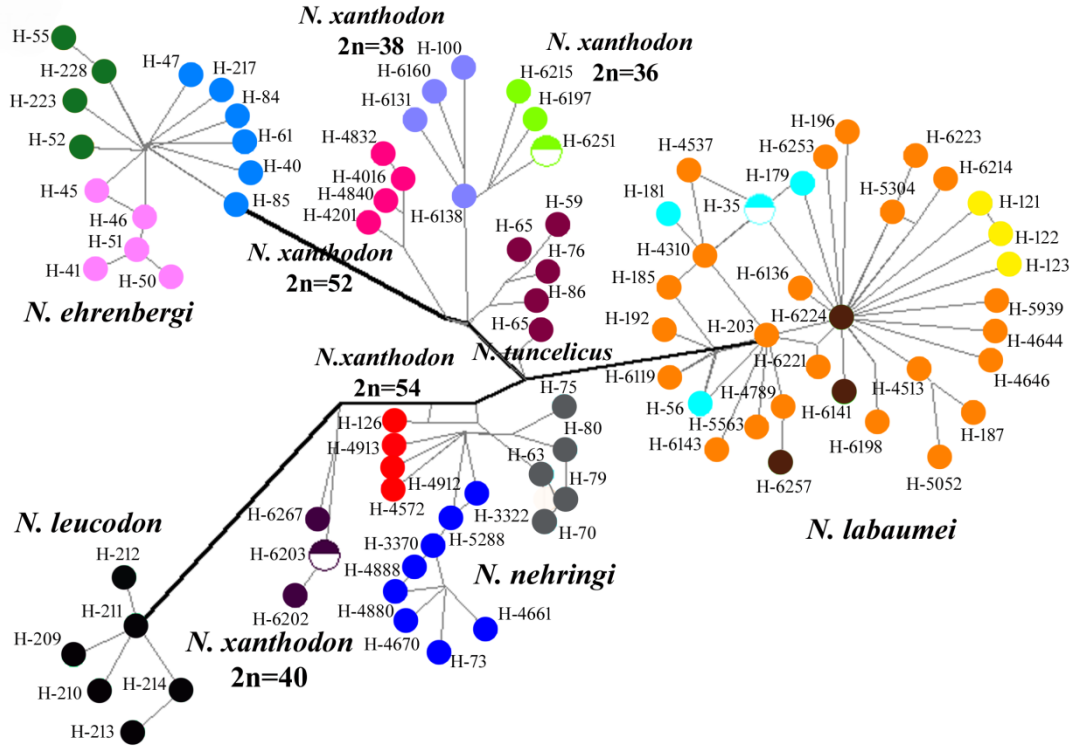 H-55
H-228
H-223
H-52
H-47
H-217
H-84
H-61
H-40
H-85
H-45
H-46
H-51
H-41
H-50
N. ehrenbergi
N. xanthodon
2n=38
H-100
H-6160
H-6131
H-6138
N. xanthodon
2n=36
H-6215
H-6197
H-6251
H-4832
H-4016
H-4840
H-4201
N. xanthodon
2n=52
H-59
H-65
H-76
H-86
H-65
N. tuncelicus
H-196
H-6253
H-6223
H-4537
H-179
H-6214
H-181
H-35
H-5304
H-121
H-122
H-123
H-4310
H-6136
H-185
H-6224
H-5939
H-192
H-203
H-4644
H-6221
H-4646
H-6119
H-4789
H-4513
H-56
H-5563
H-6141
H-6143
H-6198
H-187
H-6257
H-5052
N. labaumei
N.xanthodon
2n=54
H-126
H-4913
H-4912
H-4572
H-75
H-80
H-63
H-79
H-70
H-3322
H-5288
H-3370
H-4888
H-4880
H-4670
H-73
H-4661
N. nehringi
H-6267
H-6203
H-6202
N. xanthodon
2n=40
N. leucodon
H-212
H-211
H-209
H-210
H-214
H-213